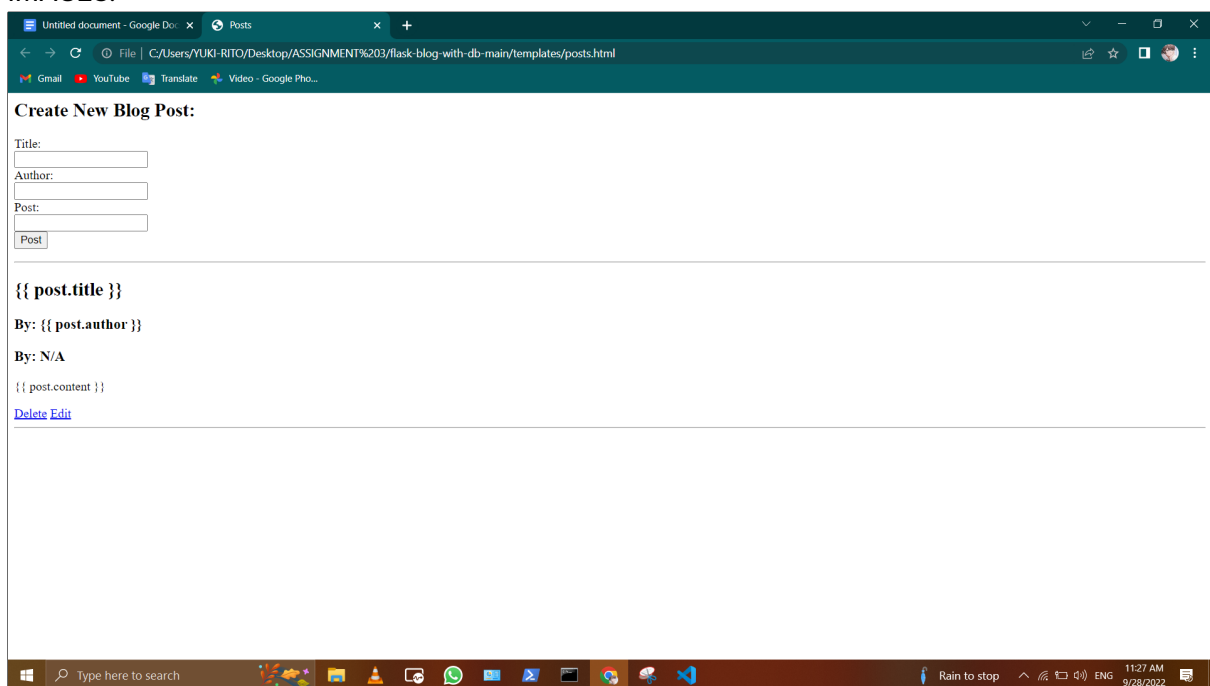 Untitled document - Google Doc
Posts
File | C:/Users/YUKI-RITO/Desktop/ASSIGNMENT%203/flask-blog-with-db-main/templates/posts.html
Gmail YouTube Translate Video - Google Pho...
Create New Blog Post:
Title:
Author:
Post:
Post
{{ post.title }}
By: {{ post.author }}
By: N/A
{{ post.content }}
Delete Edit
Type here to search
Rain to stop
ENG
11:27 AM
9/28/2022